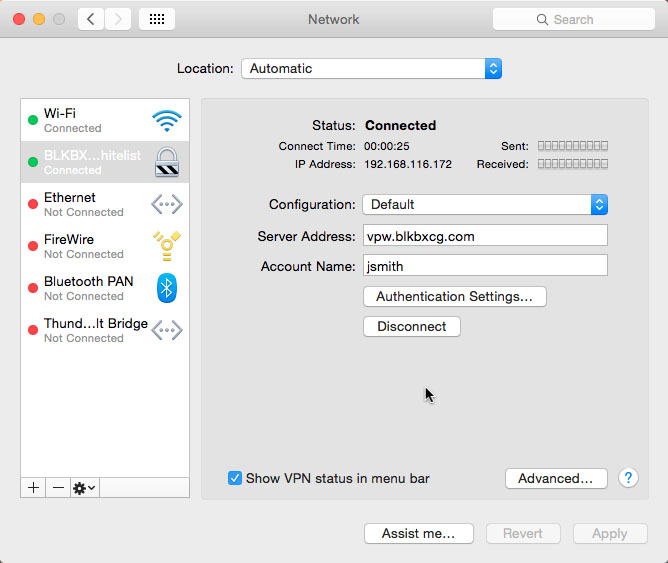 Network
Search
Location: Automatic
Wi-Fi
Connected
BLKBX...hitelist
Connected
Ethernet
Not Connected
FireWire
Not Connected
Bluetooth PAN
Not Connected
Thund...lt Bridge
Not Connected
Status: Connected
Connect Time: 00:00:25 Sent:
IP Address: 192.168.116.172 Received:
Configuration: Default
Server Address: vpw.blkbxcg.com
Account Name: jsmith
Authentication Settings...
Disconnect
Show VPN status in menu bar
Advanced...
?
Assist me...
Revert
Apply